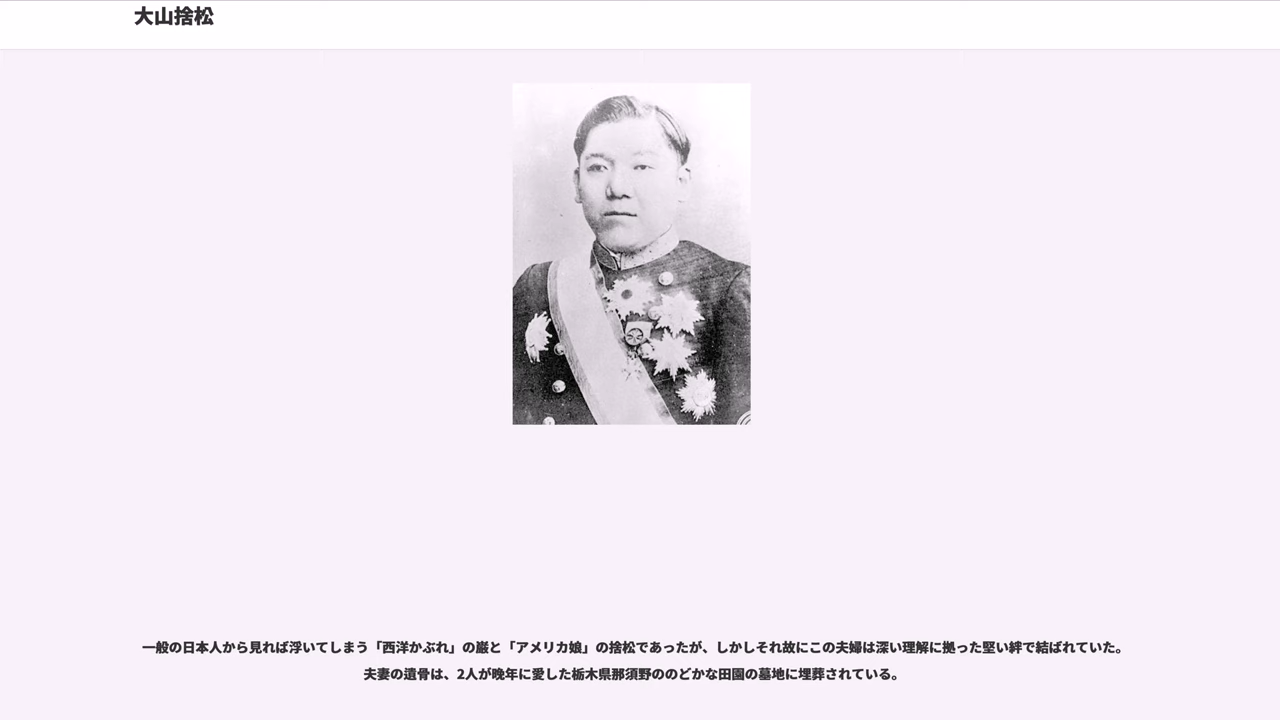 大山捨松
一般の日本人から見れば浮いてしまう「西洋かぶれ」の巌と「アメリカ娘」の捨松であったが、しかしそれ故にこの夫婦は深い理解に拠った堅い絆で結ばれていた。
夫妻の遺骨は、2人が晩年に愛した栃木県那須野ののどかな田園の墓地に埋葬されている。